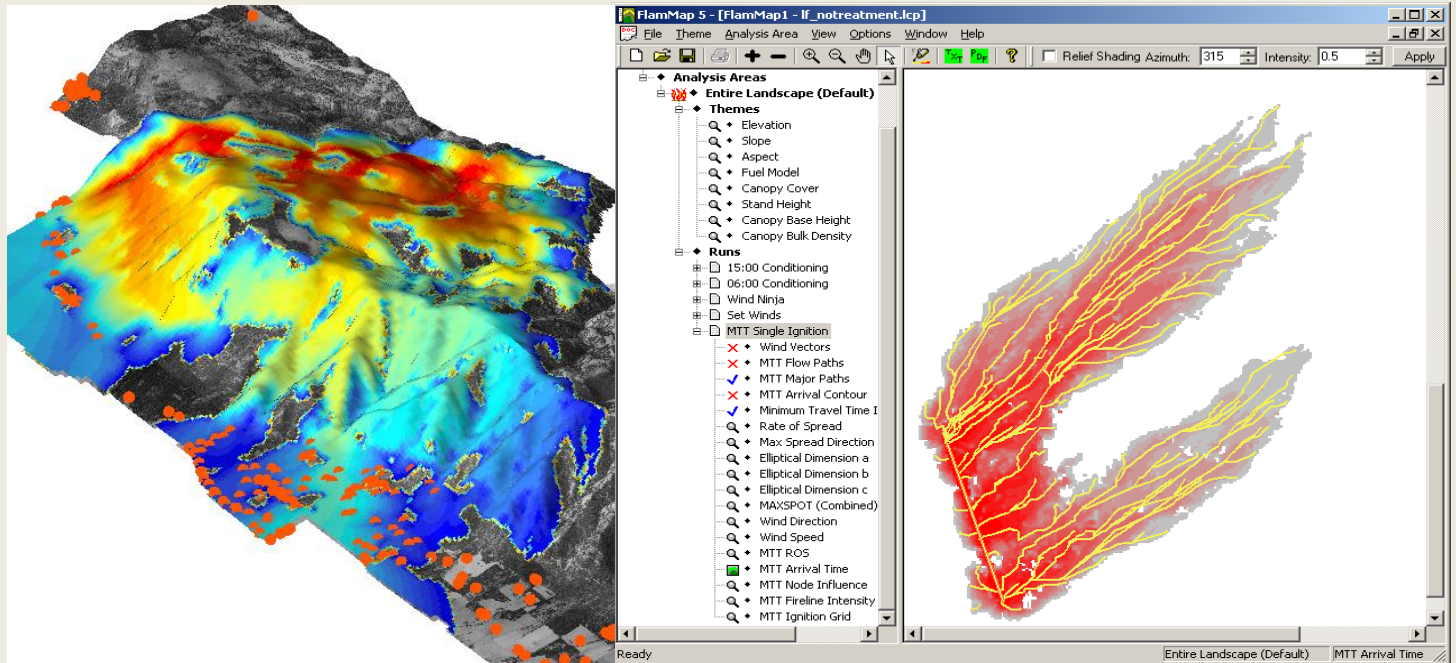 FlamMap 5 - [FlamMap1 - lf_notreatment.lcp]
File Theme Analysis Area View Options Window Help
TXT PDF ? Relief Shading Azimuth: 315 Intensity: 0.5 Apply
Analysis Areas
Entire Landscape (Default)
Themes
Elevation
Slope
Aspect
Fuel Model
Canopy Cover
Stand Height
Canopy Base Height
Canopy Bulk Density
Runs
15:00 Conditioning
06:00 Conditioning
Wind Ninja
Set Winds
MTT Single Ignition
Wind Vectors
MTT Flow Paths
MTT Major Paths
MTT Arrival Contour
Minimum Travel Time
Rate of Spread
Max Spread Direction
Elliptical Dimension a
Elliptical Dimension b
Elliptical Dimension c
MAXSPOT (Combined)
Wind Direction
Wind Speed
MTT ROS
MTT Arrival Time
MTT Node Influence
MTT Fireline Intensity
MTT Ignition Grid
Ready Entire Landscape (Default) MTT Arrival Time